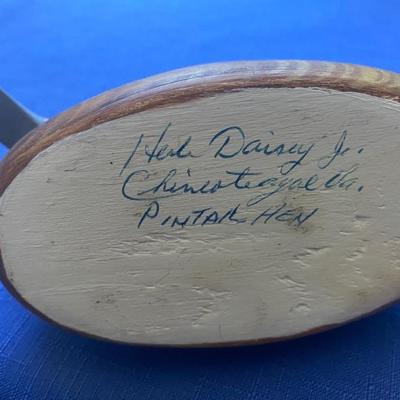 Herb Daisey Jr.
Chincoteague Va.
PINTAIL HEN